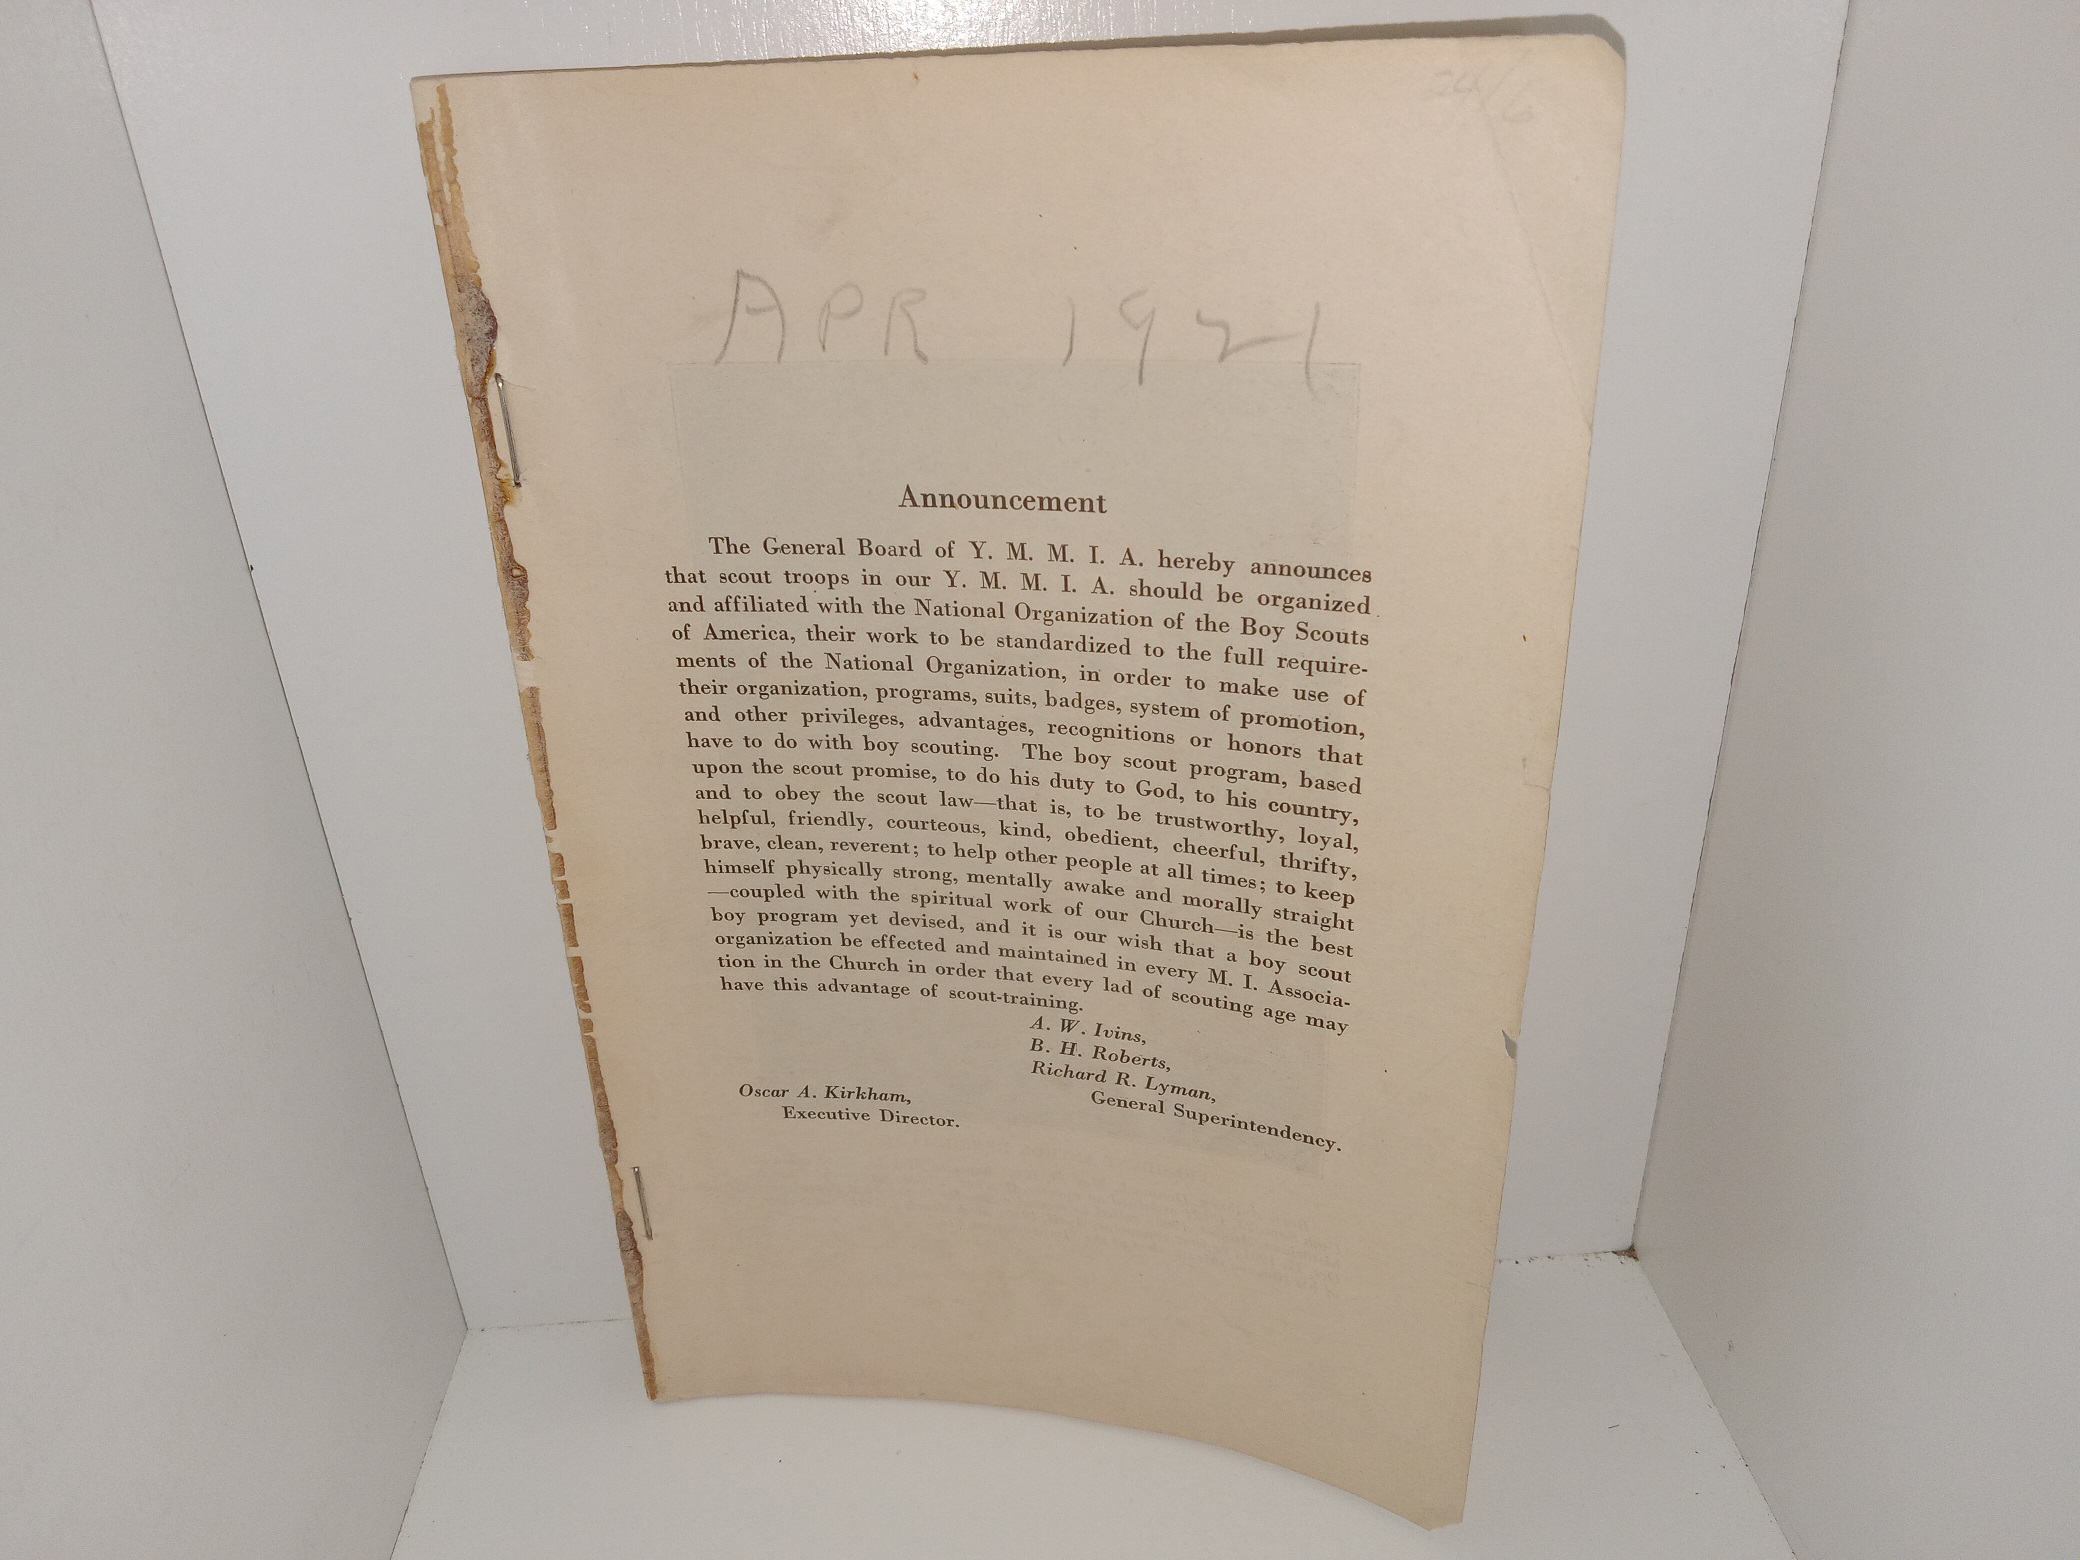 24/6
APR 1921
Announcement
The General Board of Y. M. M. I. A. hereby announces
that scout troops in our Y. M. M. I. A. should be organized
and affiliated with the National Organization of the Boy Scouts
of America, their work to be standardized to the full require-
ments of the National Organization, in order to make use of
their organization, programs, suits, badges, system of promotion,
and other privileges, advantages, recognitions or honors that
have to do with boy scouting. The boy scout program, based
upon the scout promise, to do his duty to God, to his country,
and to obey the scout law—that is, to be trustworthy, loyal,
helpful, friendly, courteous, kind, obedient, cheerful, thrifty,
brave, clean, reverent; to help other people at all times; to keep
himself physically strong, mentally awake and morally straight
—coupled with the spiritual work of our Church—is the best
boy program yet devised, and it is our wish that a boy scout
organization be effected and maintained in every M. I. Associa-
tion in the Church in order that every lad of scouting age may
have this advantage of scout-training.
A. W. Ivins,
B. H. Roberts,
Richard R. Lyman,
General Superintendency.
Oscar A. Kirkham,
Executive Director.